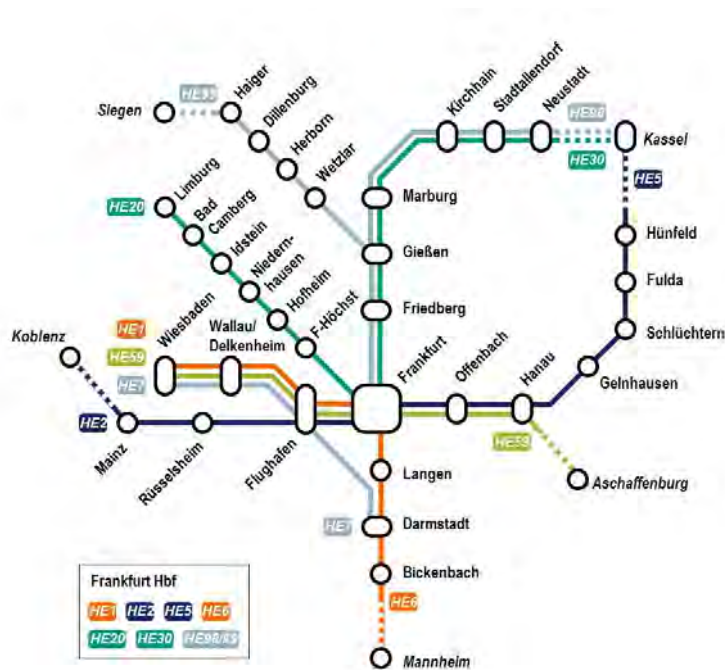 Siegen
HE99
Haiger
Dillenburg
Herborn
Wetzlar
Kirchhain
Stadtallendorf
Neustadt
HE98
Kassel
HE30
HE5
HE20
Limburg
Bad
Camberg
Idstein
Niedern-
hausen
Hofheim
F-Höchst
Marburg
Gießen
Friedberg
Hünfeld
Fulda
Schlüchtern
Gelnhausen
Koblenz
HE1
HE59
HE7
Wiesbaden
Wallau/
Delkenheim
Frankfurt
Offenbach
Hanau
HE2
Mainz
Rüsselsheim
Flughafen
HE59
Aschaffenburg
Langen
HE7
Darmstadt
Bickenbach
HE6
Mannheim
Frankfurt Hbf
HE1 HE2 HE5 HE6
HE20 HE30 HE98/99